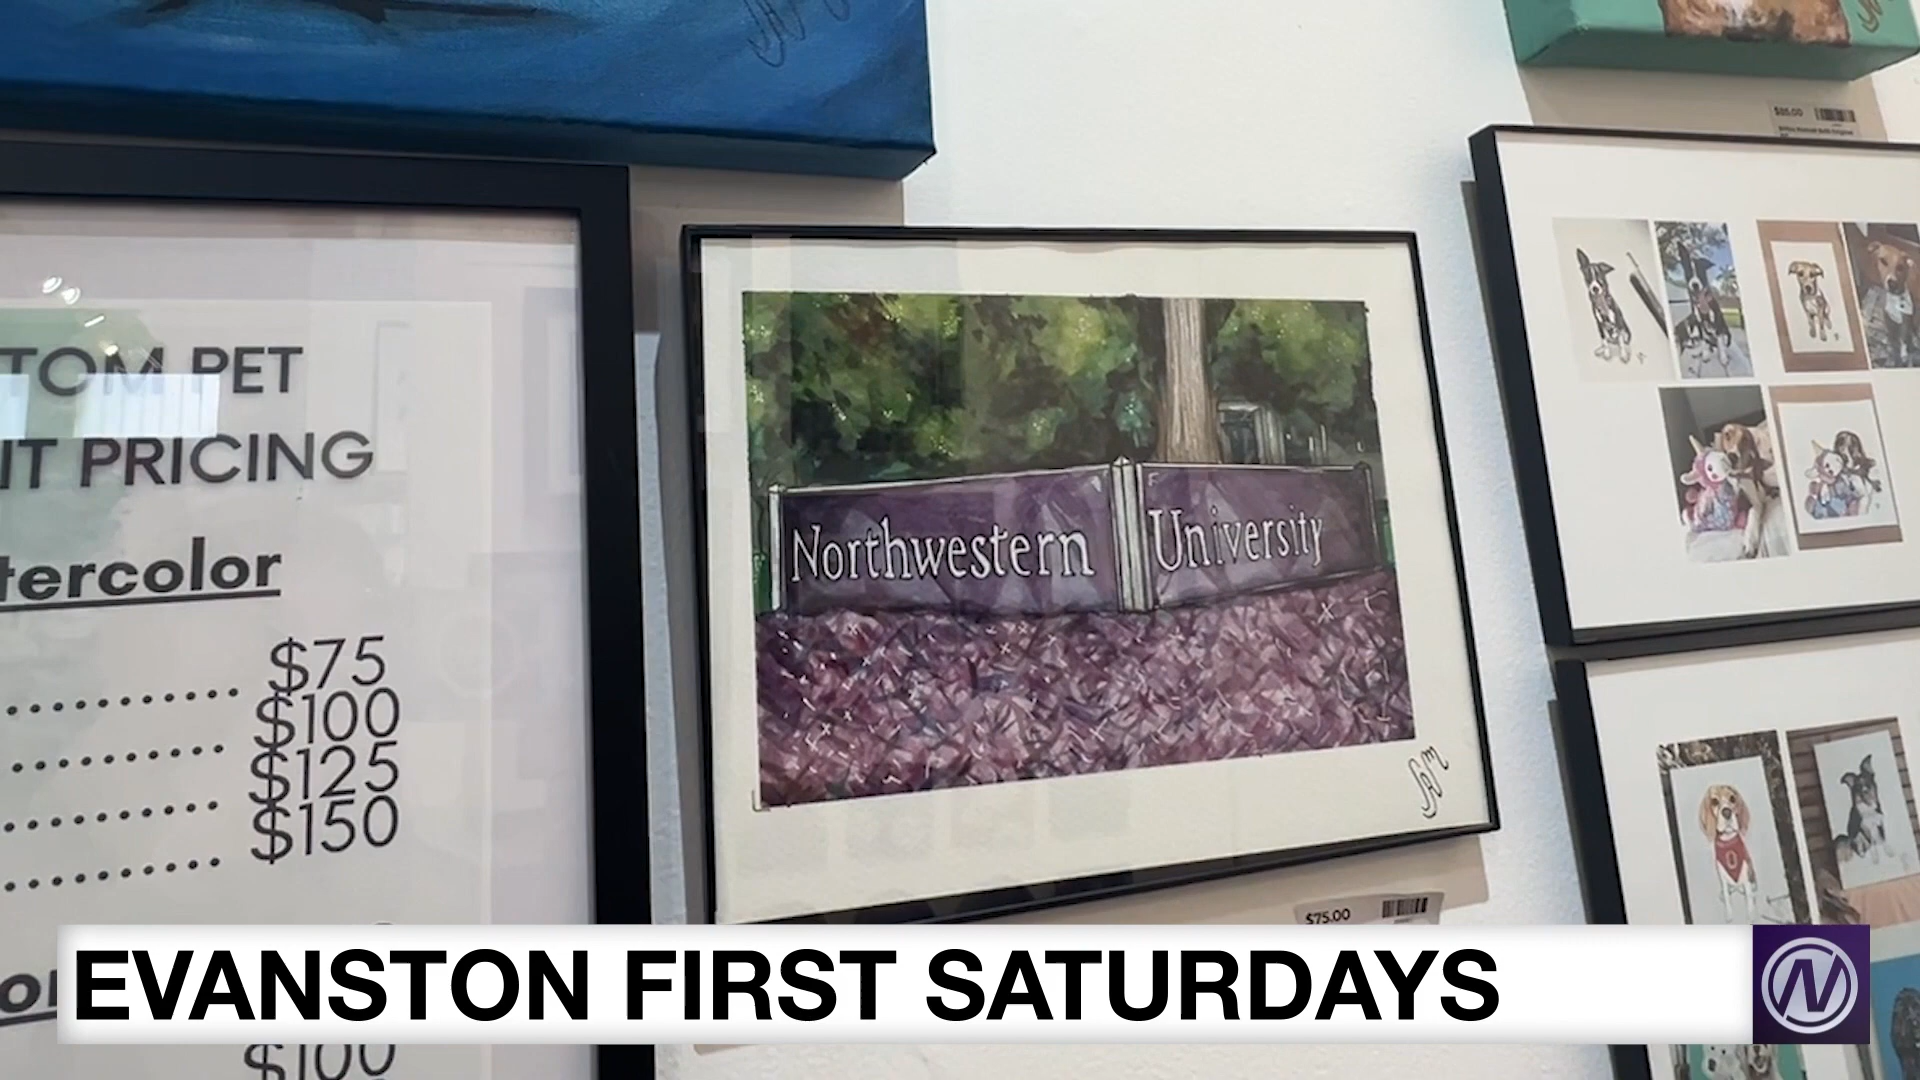 TOM PET
IT PRICING
tercolor
$75
$100
$125
$150
$100
Northwestern University
$75.00
$85.00
EVANSTON FIRST SATURDAYS
N